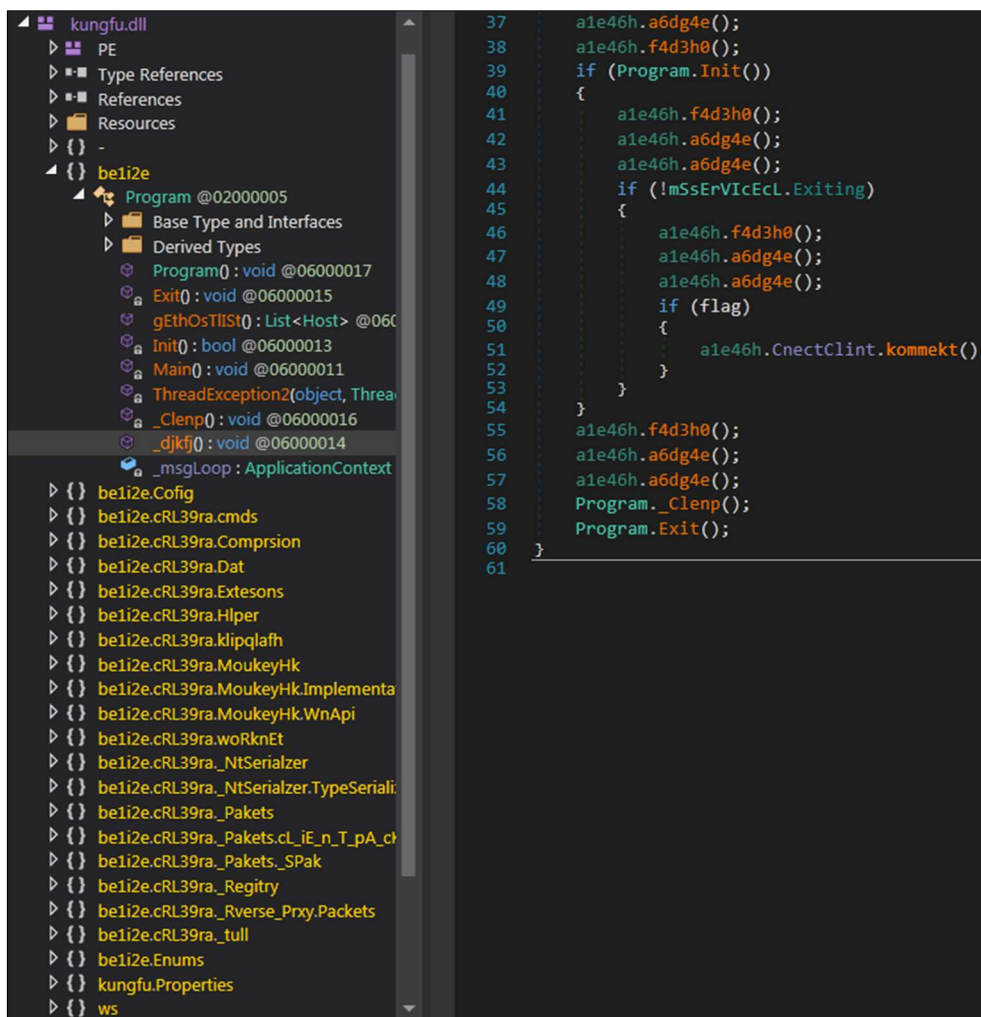 kungfu.dll
PE
Type References
References
Resources
{} -
{} be1i2e
Program @02000005
Base Type and Interfaces
Derived Types
Program() : void @06000017
Exit() : void @06000015
gEthOsTlISt() : List<Host> @060
Init() : bool @06000013
Main() : void @06000011
ThreadException2(object, Threa
_Clenp() : void @06000016
_djkfj() : void @06000014
_msgLoop : ApplicationContext
{} be1i2e.Cofig
{} be1i2e.cRL39ra.cmds
{} be1i2e.cRL39ra.Comprsion
{} be1i2e.cRL39ra.Dat
{} be1i2e.cRL39ra.Extesons
{} be1i2e.cRL39ra.Hlper
{} be1i2e.cRL39ra.klipqlafh
{} be1i2e.cRL39ra.MoukeyHk
{} be1i2e.cRL39ra.MoukeyHk.Implementa
{} be1i2e.cRL39ra.MoukeyHk.WnApi
{} be1i2e.cRL39ra.woRknEt
{} be1i2e.cRL39ra._NtSerialzer
{} be1i2e.cRL39ra._NtSerialzer.TypeSeriali
{} be1i2e.cRL39ra._Pakets
{} be1i2e.cRL39ra._Pakets.cL_iE_n_T_pA_cK
{} be1i2e.cRL39ra._Pakets._SPak
{} be1i2e.cRL39ra._Regitry
{} be1i2e.cRL39ra._Rverse_Prxy.Packets
{} be1i2e.cRL39ra._tull
{} be1i2e.Enums
{} kungfu.Properties
{} ws
37 a1e46h.a6dg4e();
38 a1e46h.f4d3h0();
39 if (Program.Init())
40 {
41 a1e46h.f4d3h0();
42 a1e46h.a6dg4e();
43 a1e46h.a6dg4e();
44 if (!mSsErVIcEcL.Exiting)
45 {
46 a1e46h.f4d3h0();
47 a1e46h.a6dg4e();
48 a1e46h.a6dg4e();
49 if (flag)
50 {
51 a1e46h.CnectClint.kommekt()
52 }
53 }
54 }
55 a1e46h.f4d3h0();
56 a1e46h.a6dg4e();
57 a1e46h.a6dg4e();
58 Program._Clenp();
59 Program.Exit();
60 }
61